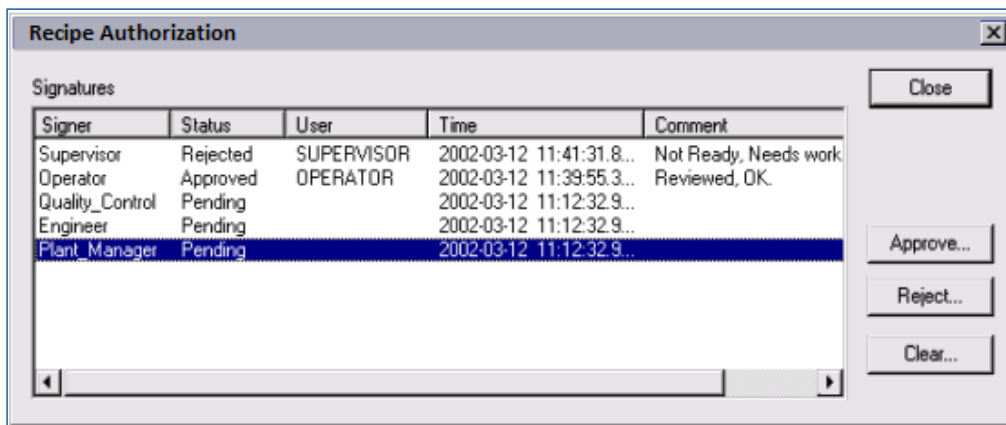 Recipe Authorization
Signatures
Close
Signer Status User Time Comment
Supervisor Rejected SUPERVISOR 2002-03-12 11:41:31.8... Not Ready, Needs work
Operator Approved OPERATOR 2002-03-12 11:39:55.3... Reviewed, OK.
Quality_Control Pending 2002-03-12 11:12:32.9...
Engineer Pending 2002-03-12 11:12:32.9...
Plant_Manager Pending 2002-03-12 11:12:32.9...
Approve...
Reject...
Clear...